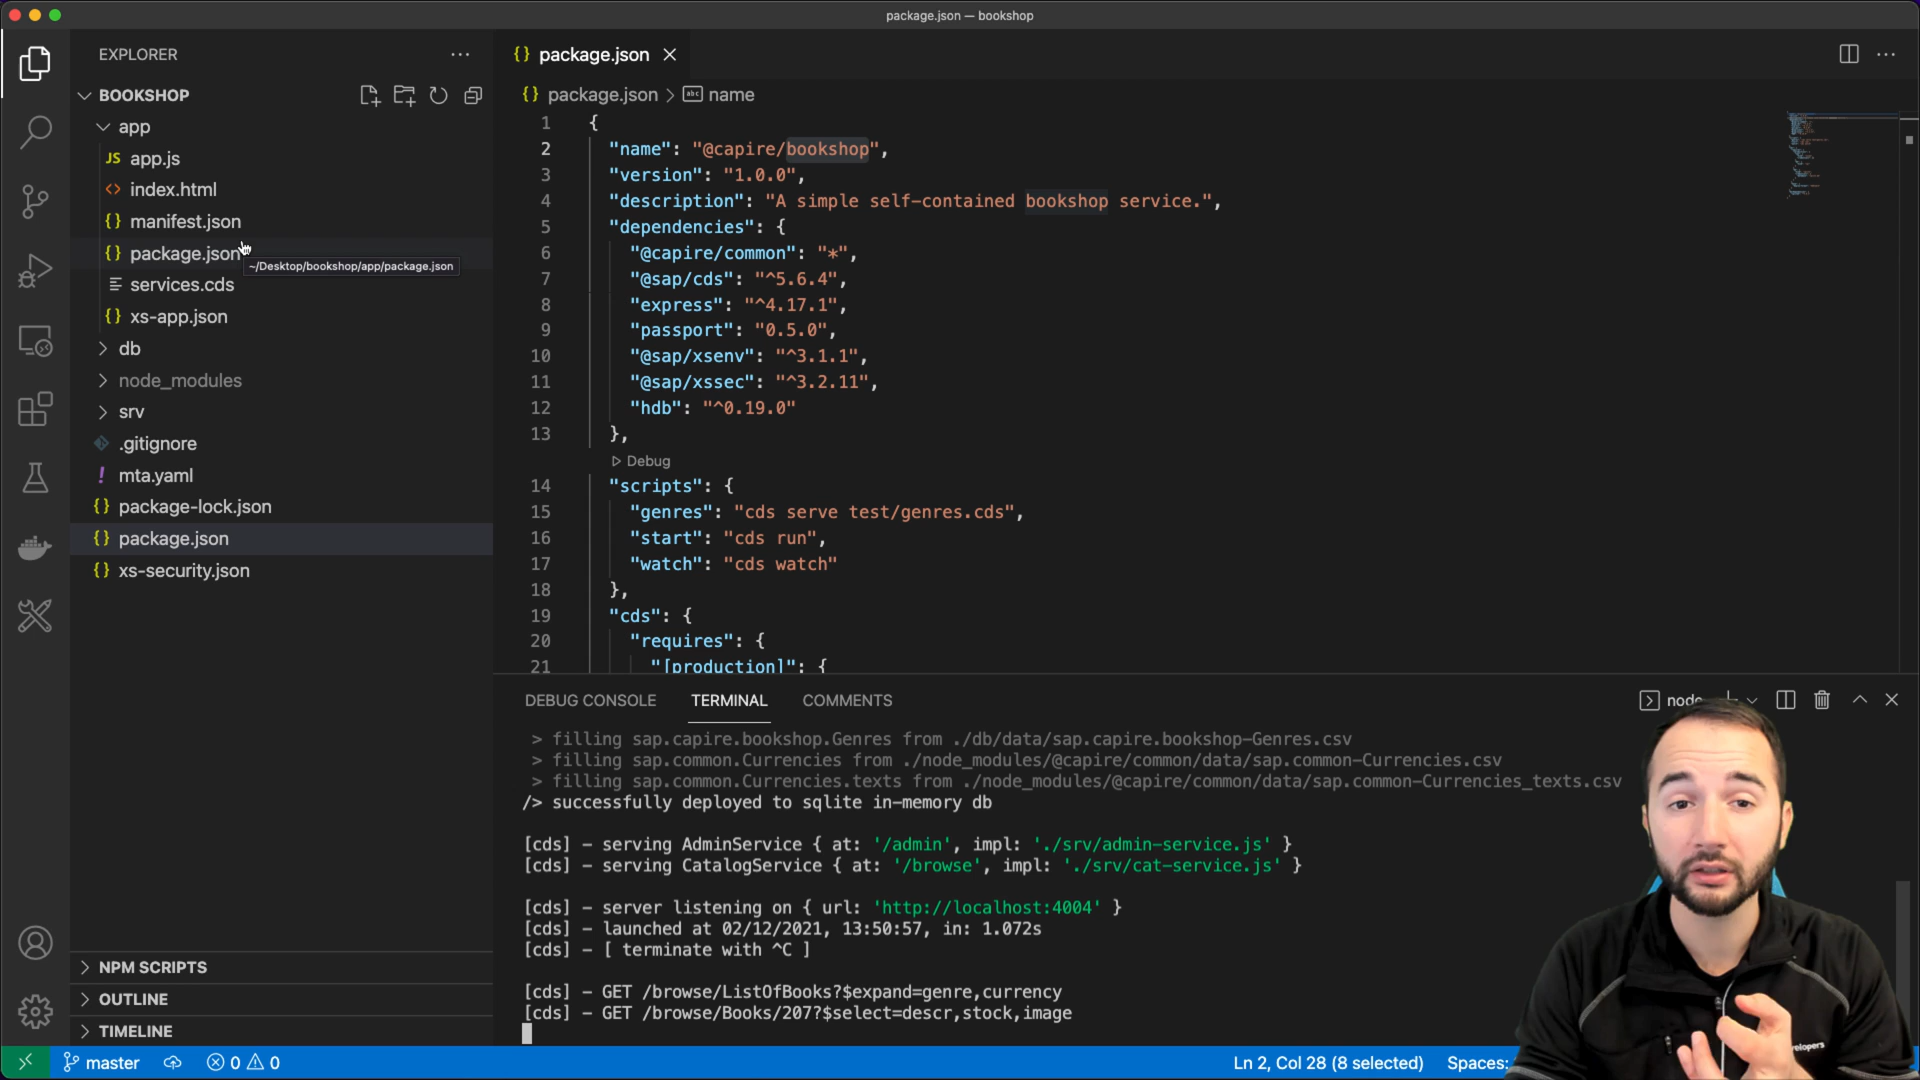 package.json — bookshop
EXPLORER
BOOKSHOP
app
JS app.js
index.html
manifest.json
package.json
~/Desktop/bookshop/app/package.json
services.cds
xs-app.json
db
node_modules
srv
.gitignore
! mta.yaml
package-lock.json
package.json
xs-security.json
NPM SCRIPTS
OUTLINE
TIMELINE
{} package.json
{} package.json > abc name
1 {
2 "name": "@capire/bookshop",
3 "version": "1.0.0",
4 "description": "A simple self-contained bookshop service.",
5 "dependencies": {
6 "@capire/common": "*",
7 "@sap/cds": "^5.6.4",
8 "express": "^4.17.1",
9 "passport": "0.5.0",
10 "@sap/xsenv": "^3.1.1",
11 "@sap/xssec": "^3.2.11",
12 "hdb": "^0.19.0"
13 },
Debug
14 "scripts": {
15 "genres": "cds serve test/genres.cds",
16 "start": "cds run",
17 "watch": "cds watch"
18 },
19 "cds": {
20 "requires": {
21 "[production]": {
DEBUG CONSOLE TERMINAL COMMENTS
node
> filling sap.capire.bookshop.Genres from ./db/data/sap.capire.bookshop-Genres.csv
> filling sap.common.Currencies from ./node_modules/@capire/common/data/sap.common-Currencies.csv
> filling sap.common.Currencies.texts from ./node_modules/@capire/common/data/sap.common-Currencies_texts.csv
/> successfully deployed to sqlite in-memory db
[cds] - serving AdminService { at: '/admin', impl: './srv/admin-service.js' }
[cds] - serving CatalogService { at: '/browse', impl: './srv/cat-service.js' }
[cds] - server listening on { url: 'http://localhost:4004' }
[cds] - launched at 02/12/2021, 13:50:57, in: 1.072s
[cds] - [ terminate with ^C ]
[cds] - GET /browse/ListOfBooks?$expand=genre,currency
[cds] - GET /browse/Books/207?$select=descr,stock,image
master 0 0
Ln 2, Col 28 (8 selected) Spaces: